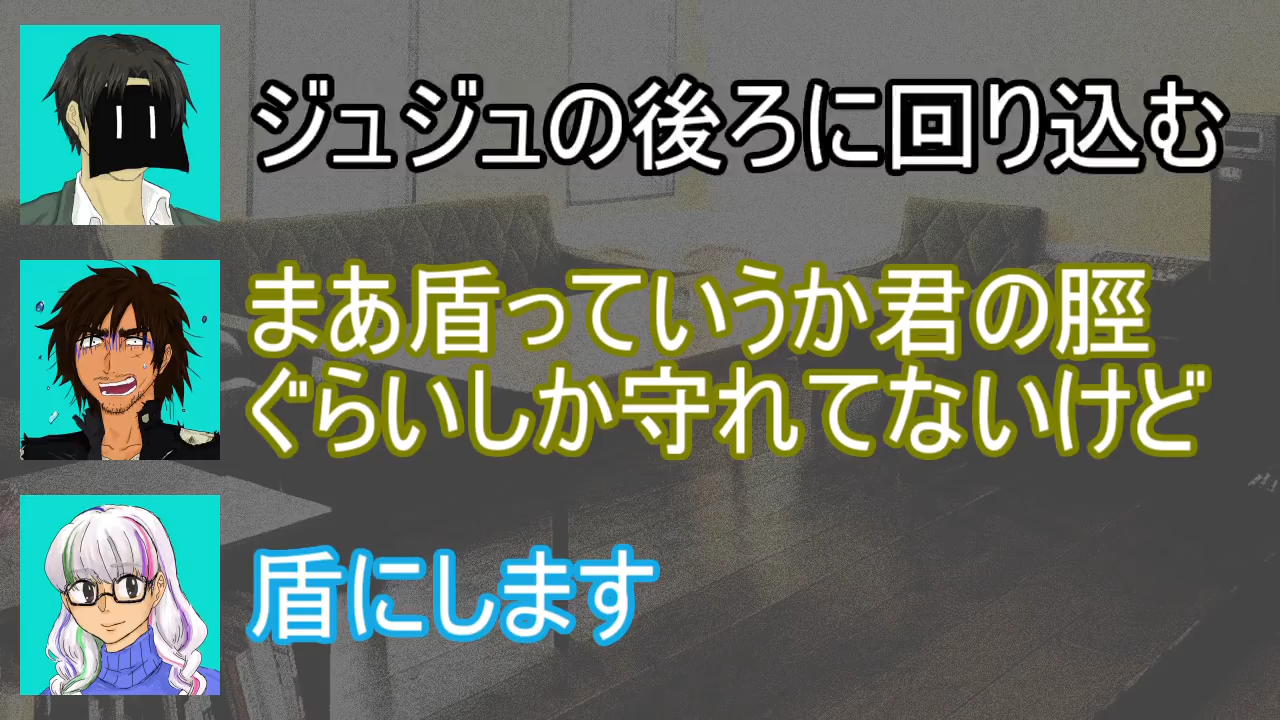 ジュジュの後ろに回り込む
まあ盾っていうか君の脛
ぐらいしか守れてないけど
盾にします